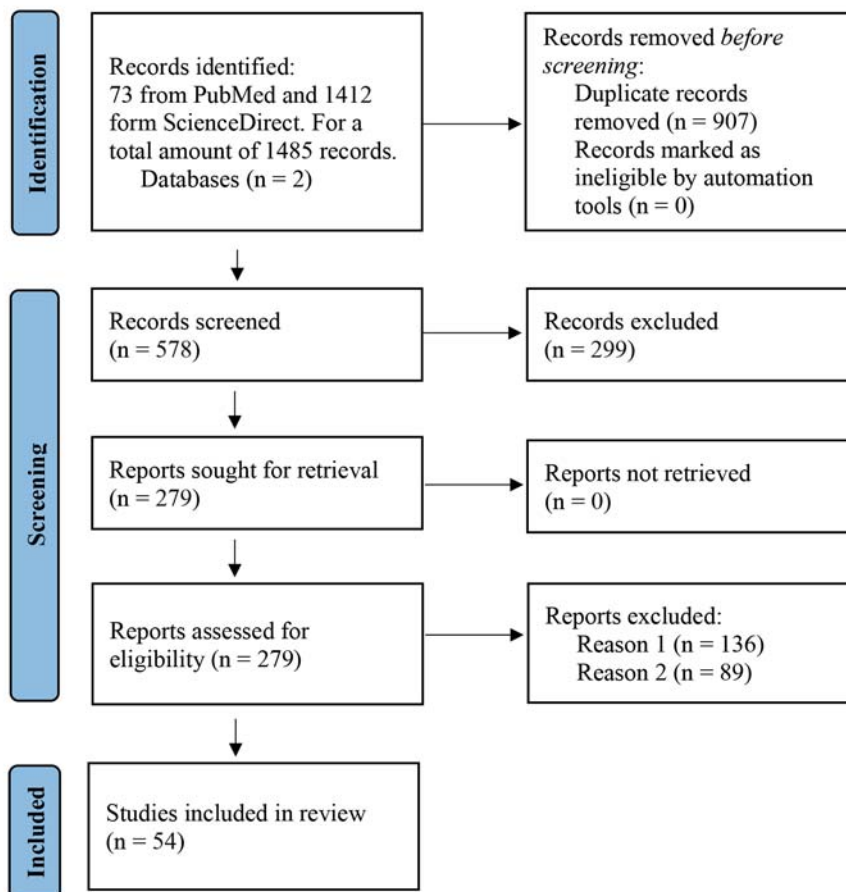 Identification
Records identified:
73 from PubMed and 1412
form ScienceDirect. For a
total amount of 1485 records.
Databases (n = 2)
Records removed before
screening:
Duplicate records
removed (n = 907)
Records marked as
ineligible by automation
tools (n = 0)
Screening
Records screened
(n = 578)
Records excluded
(n = 299)
Reports sought for retrieval
(n = 279)
Reports not retrieved
(n = 0)
Reports assessed for
eligibility (n = 279)
Reports excluded:
Reason 1 (n = 136)
Reason 2 (n = 89)
Included
Studies included in review
(n = 54)